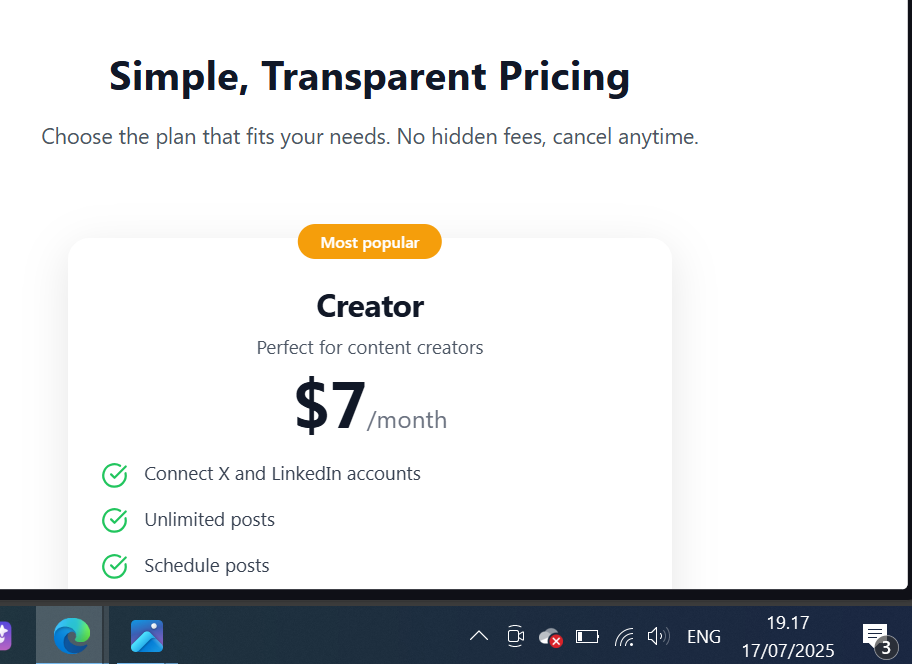 Simple, Transparent Pricing
Choose the plan that fits your needs. No hidden fees, cancel anytime.
Most popular
Creator
Perfect for content creators
$7/month
Connect X and LinkedIn accounts
Unlimited posts
Schedule posts
ENG
19.17
17/07/2025
3